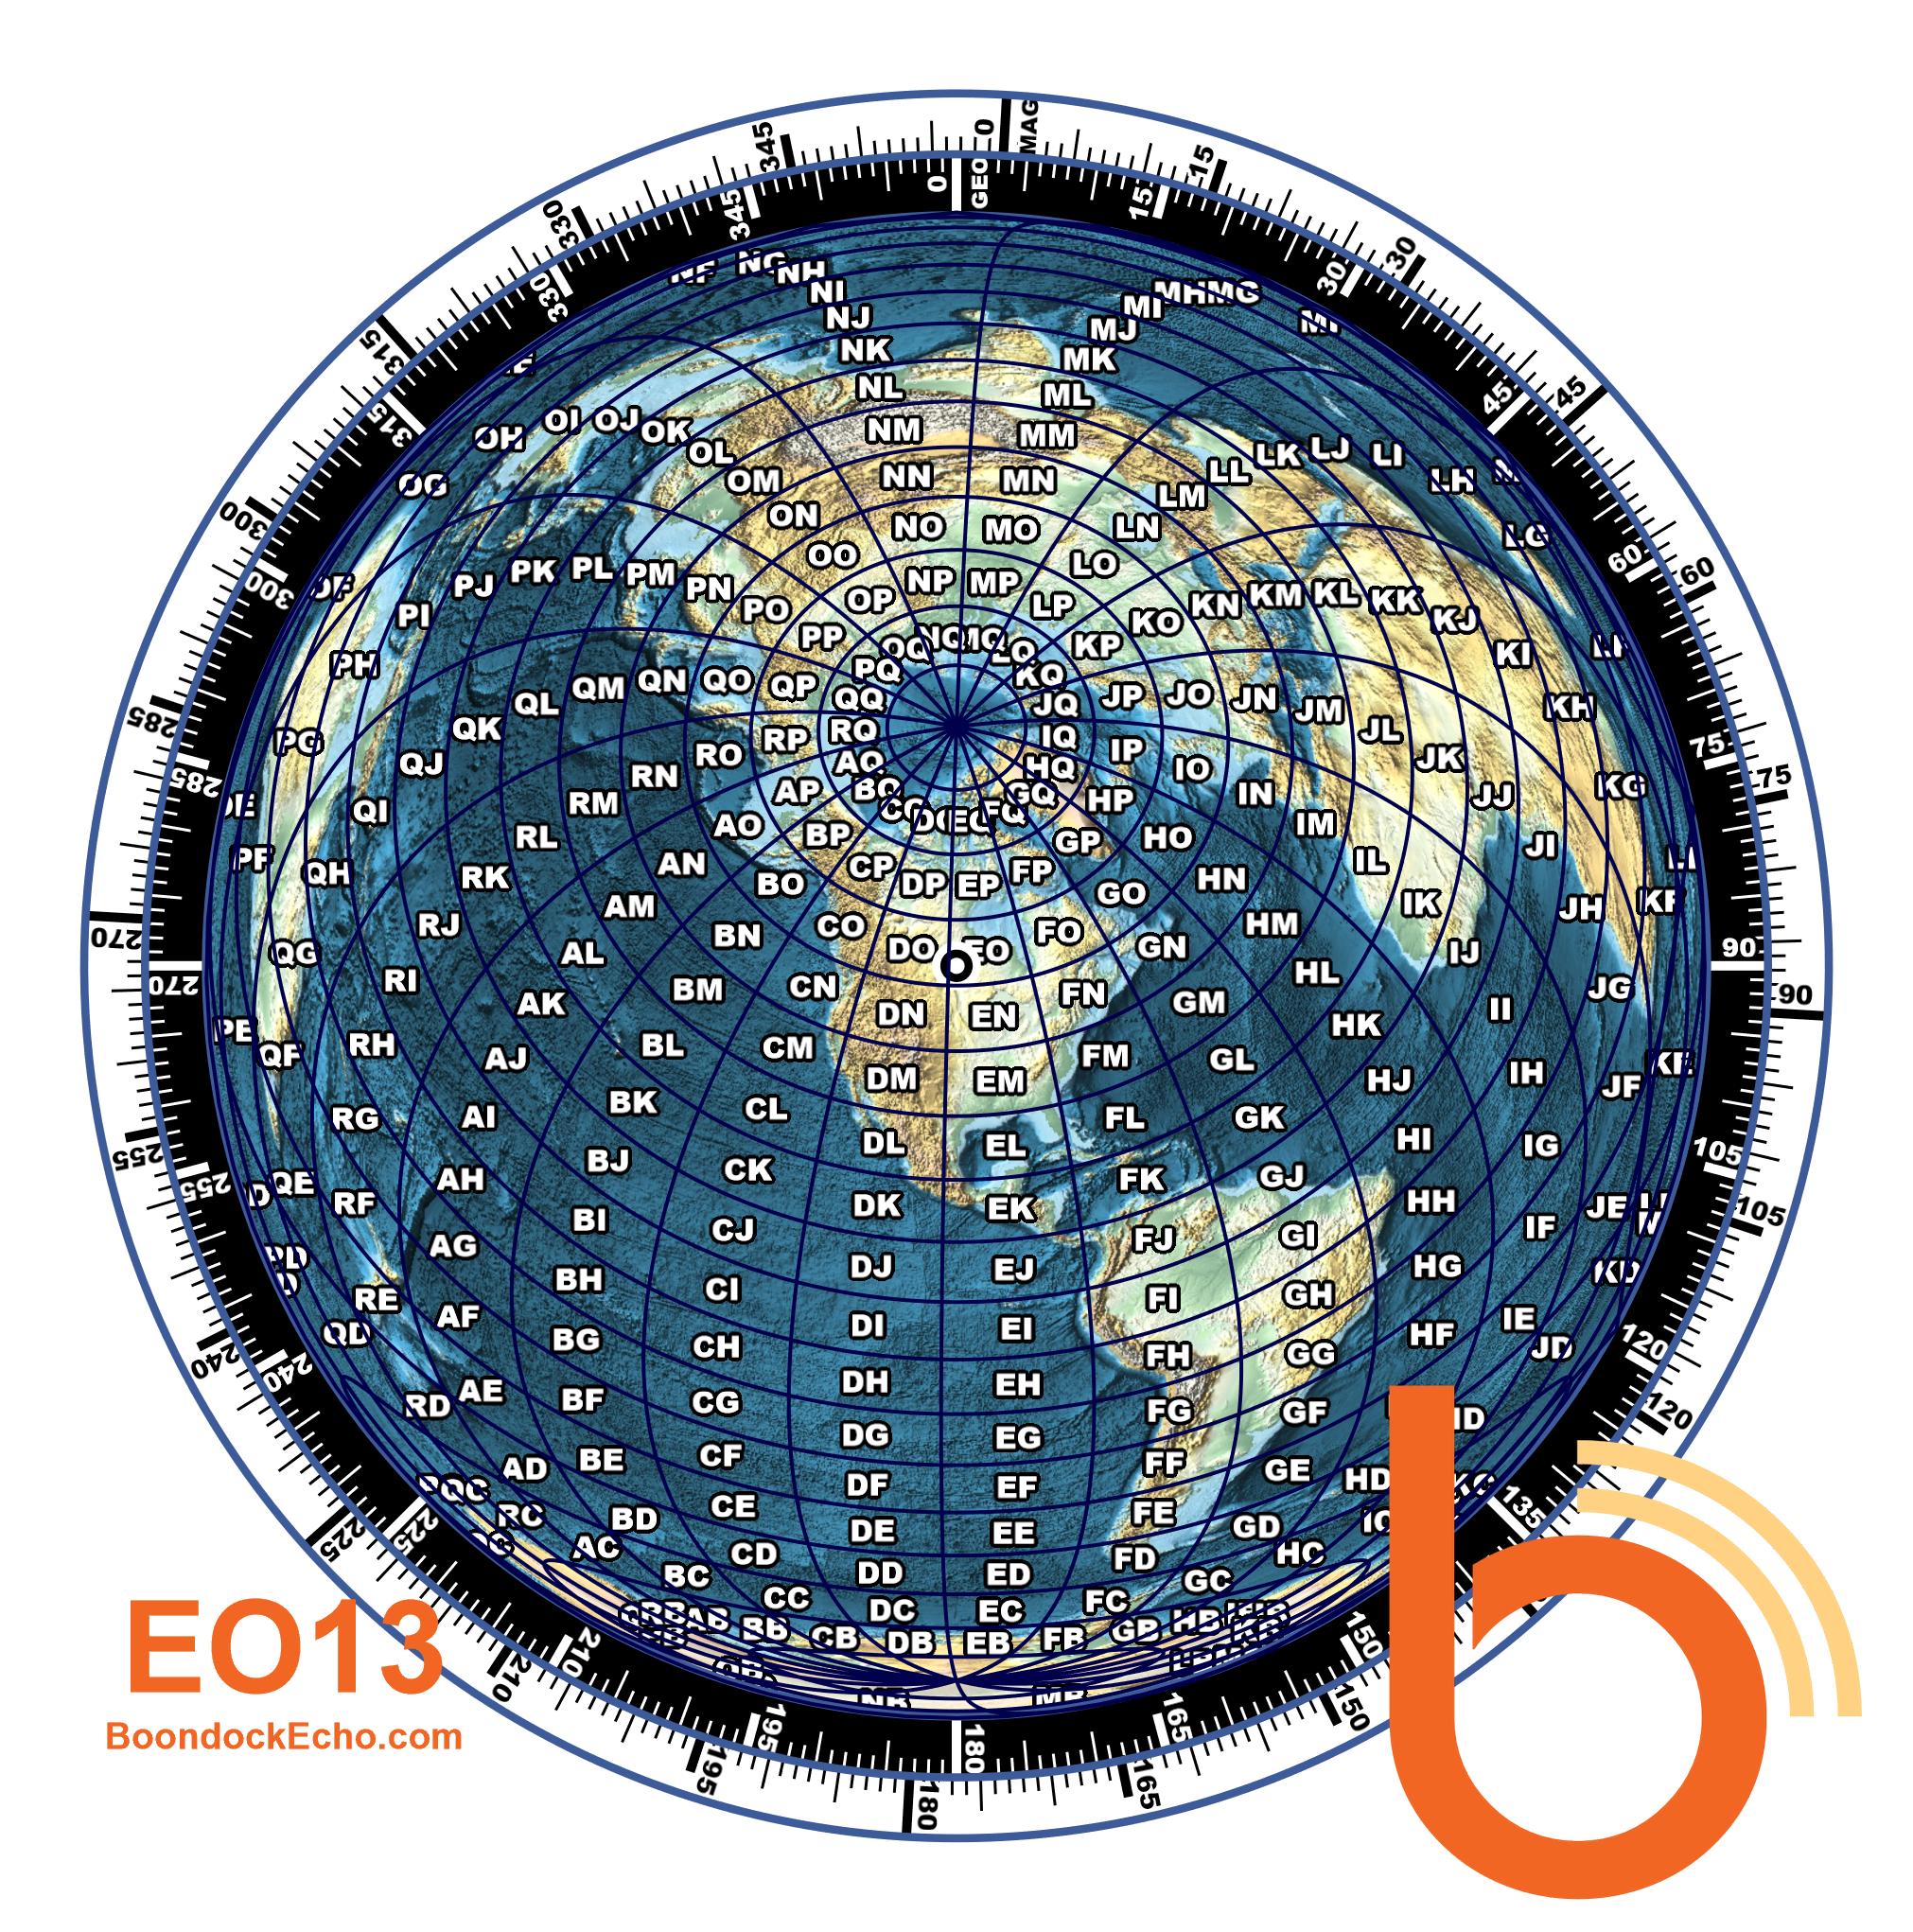 0 MAG
345 15
0 GEO
345 15
330 30
330 30
315 45
315 45
300 60
300 60
285 75
285 75
270 90
270 90
255 105
255 105
240 120
240 120
225 135
225
210 150
210 150
195 165
195 165
180
180
NF NG NH MH MG
NI MI
NJ MJ
NK MK
NL ML
OH OI OJ OK NM MM LK LJ LI
OG OL NN MN LL LH
OM LM
ON NO MO LN LG
OO LO
PJ PK PL PM PN NP MP KN KM KL KK
PI PO OP LP KO KJ
PP KP KI
PH QN QO QP PQ KQ
QL QM QQ JQ JP JO JN JM KH
PG QK RP RQ IQ IP JL
QJ RO AQ HQ IO JK
RN AP GQ HP IN JJ KG
QI RM AO BP HO IM
RL GP JI
PF QH RK AN BO CP DP EP FP GO HN IL
RJ AM BN CO FO HM IK JH
QG AL DO EO GN IJ
RI AK BM CN DN EN FN GM HL II JG
PE QF RH AJ BL CM FM GL HK IH KE
DM EM HJ JF
RG AI BK CL FL GK
BJ DL EL HI IG
QE RF AH CK DK EK FK GJ HH JE
AG BI CJ FJ GI IF
BH DJ EJ HG KD
RE AF CI FI GH IE
QD BG CH DI EI FH GG HF JD
RD AE BF CG DH EH FG GF
BE CF DG EG FF GE HD
AD CE DF EF FE
RC BD DE EE GD
AC CD FD HC
BC CC DD ED FC GC
DC EC
BB CB DB EB FB GB HB
NB MB
EO13
BoondockEcho.com